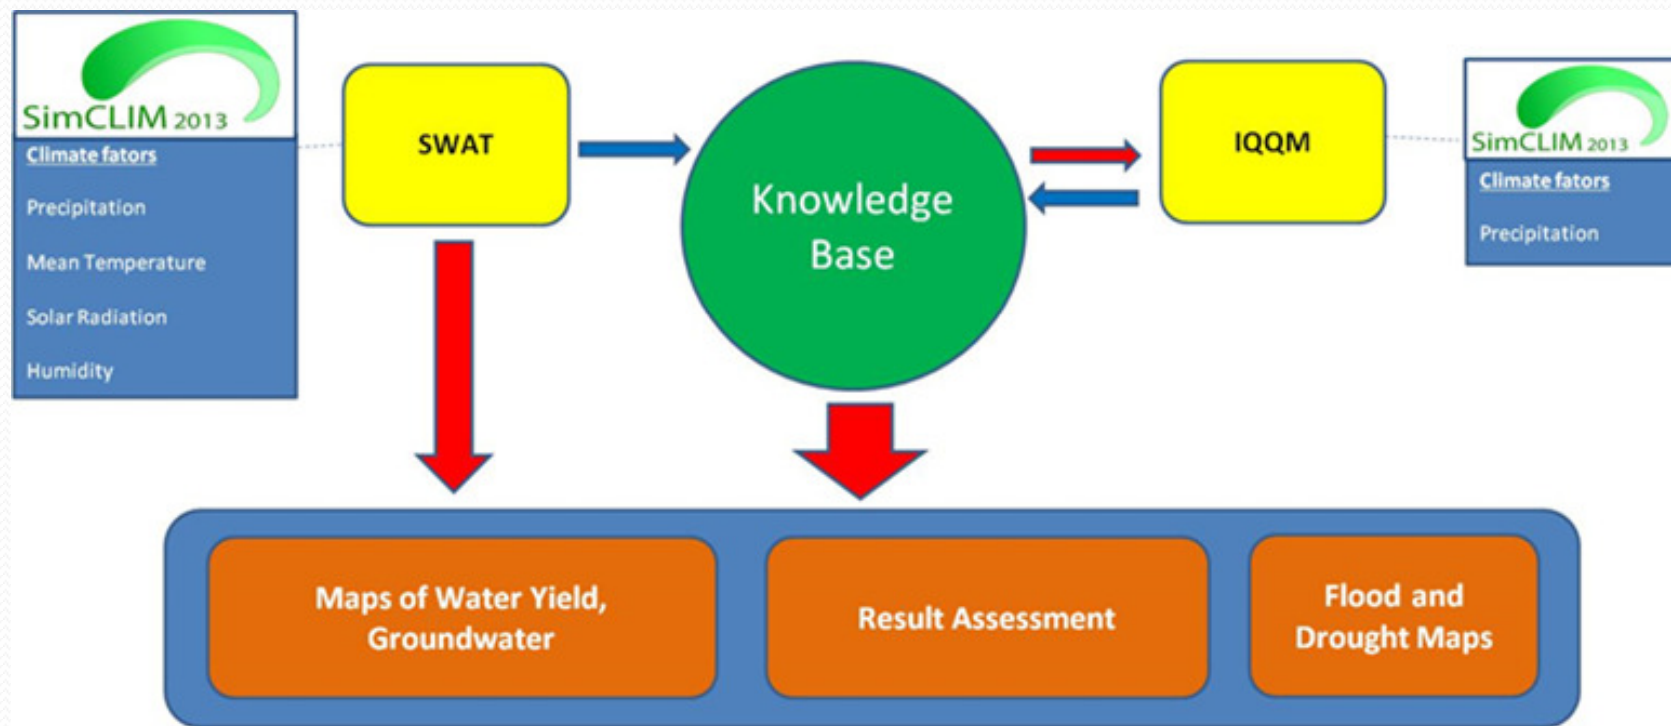 SimCLIM 2013
Climate fators
Precipitation
Mean Temperature
Solar Radiation
Humidity
SWAT
Knowledge
Base
IQQM
SimCLIM 2013
Climate fators
Precipitation
Maps of Water Yield,
Groundwater
Result Assessment
Flood and
Drought Maps